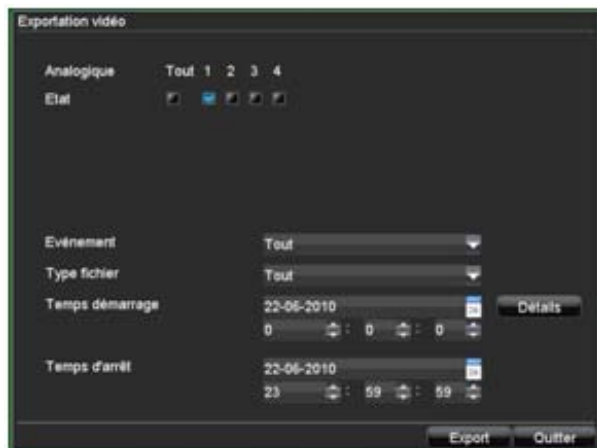 Exportation vidéo
Analogique Tout 1 2 3 4
Etat
Evénement Tout
Type fichier Tout
Temps démarrage 22-06-2010 Détails
0 : 0 : 0
Temps d'arrêt 22-06-2010
23 : 59 : 59
Export Quitter